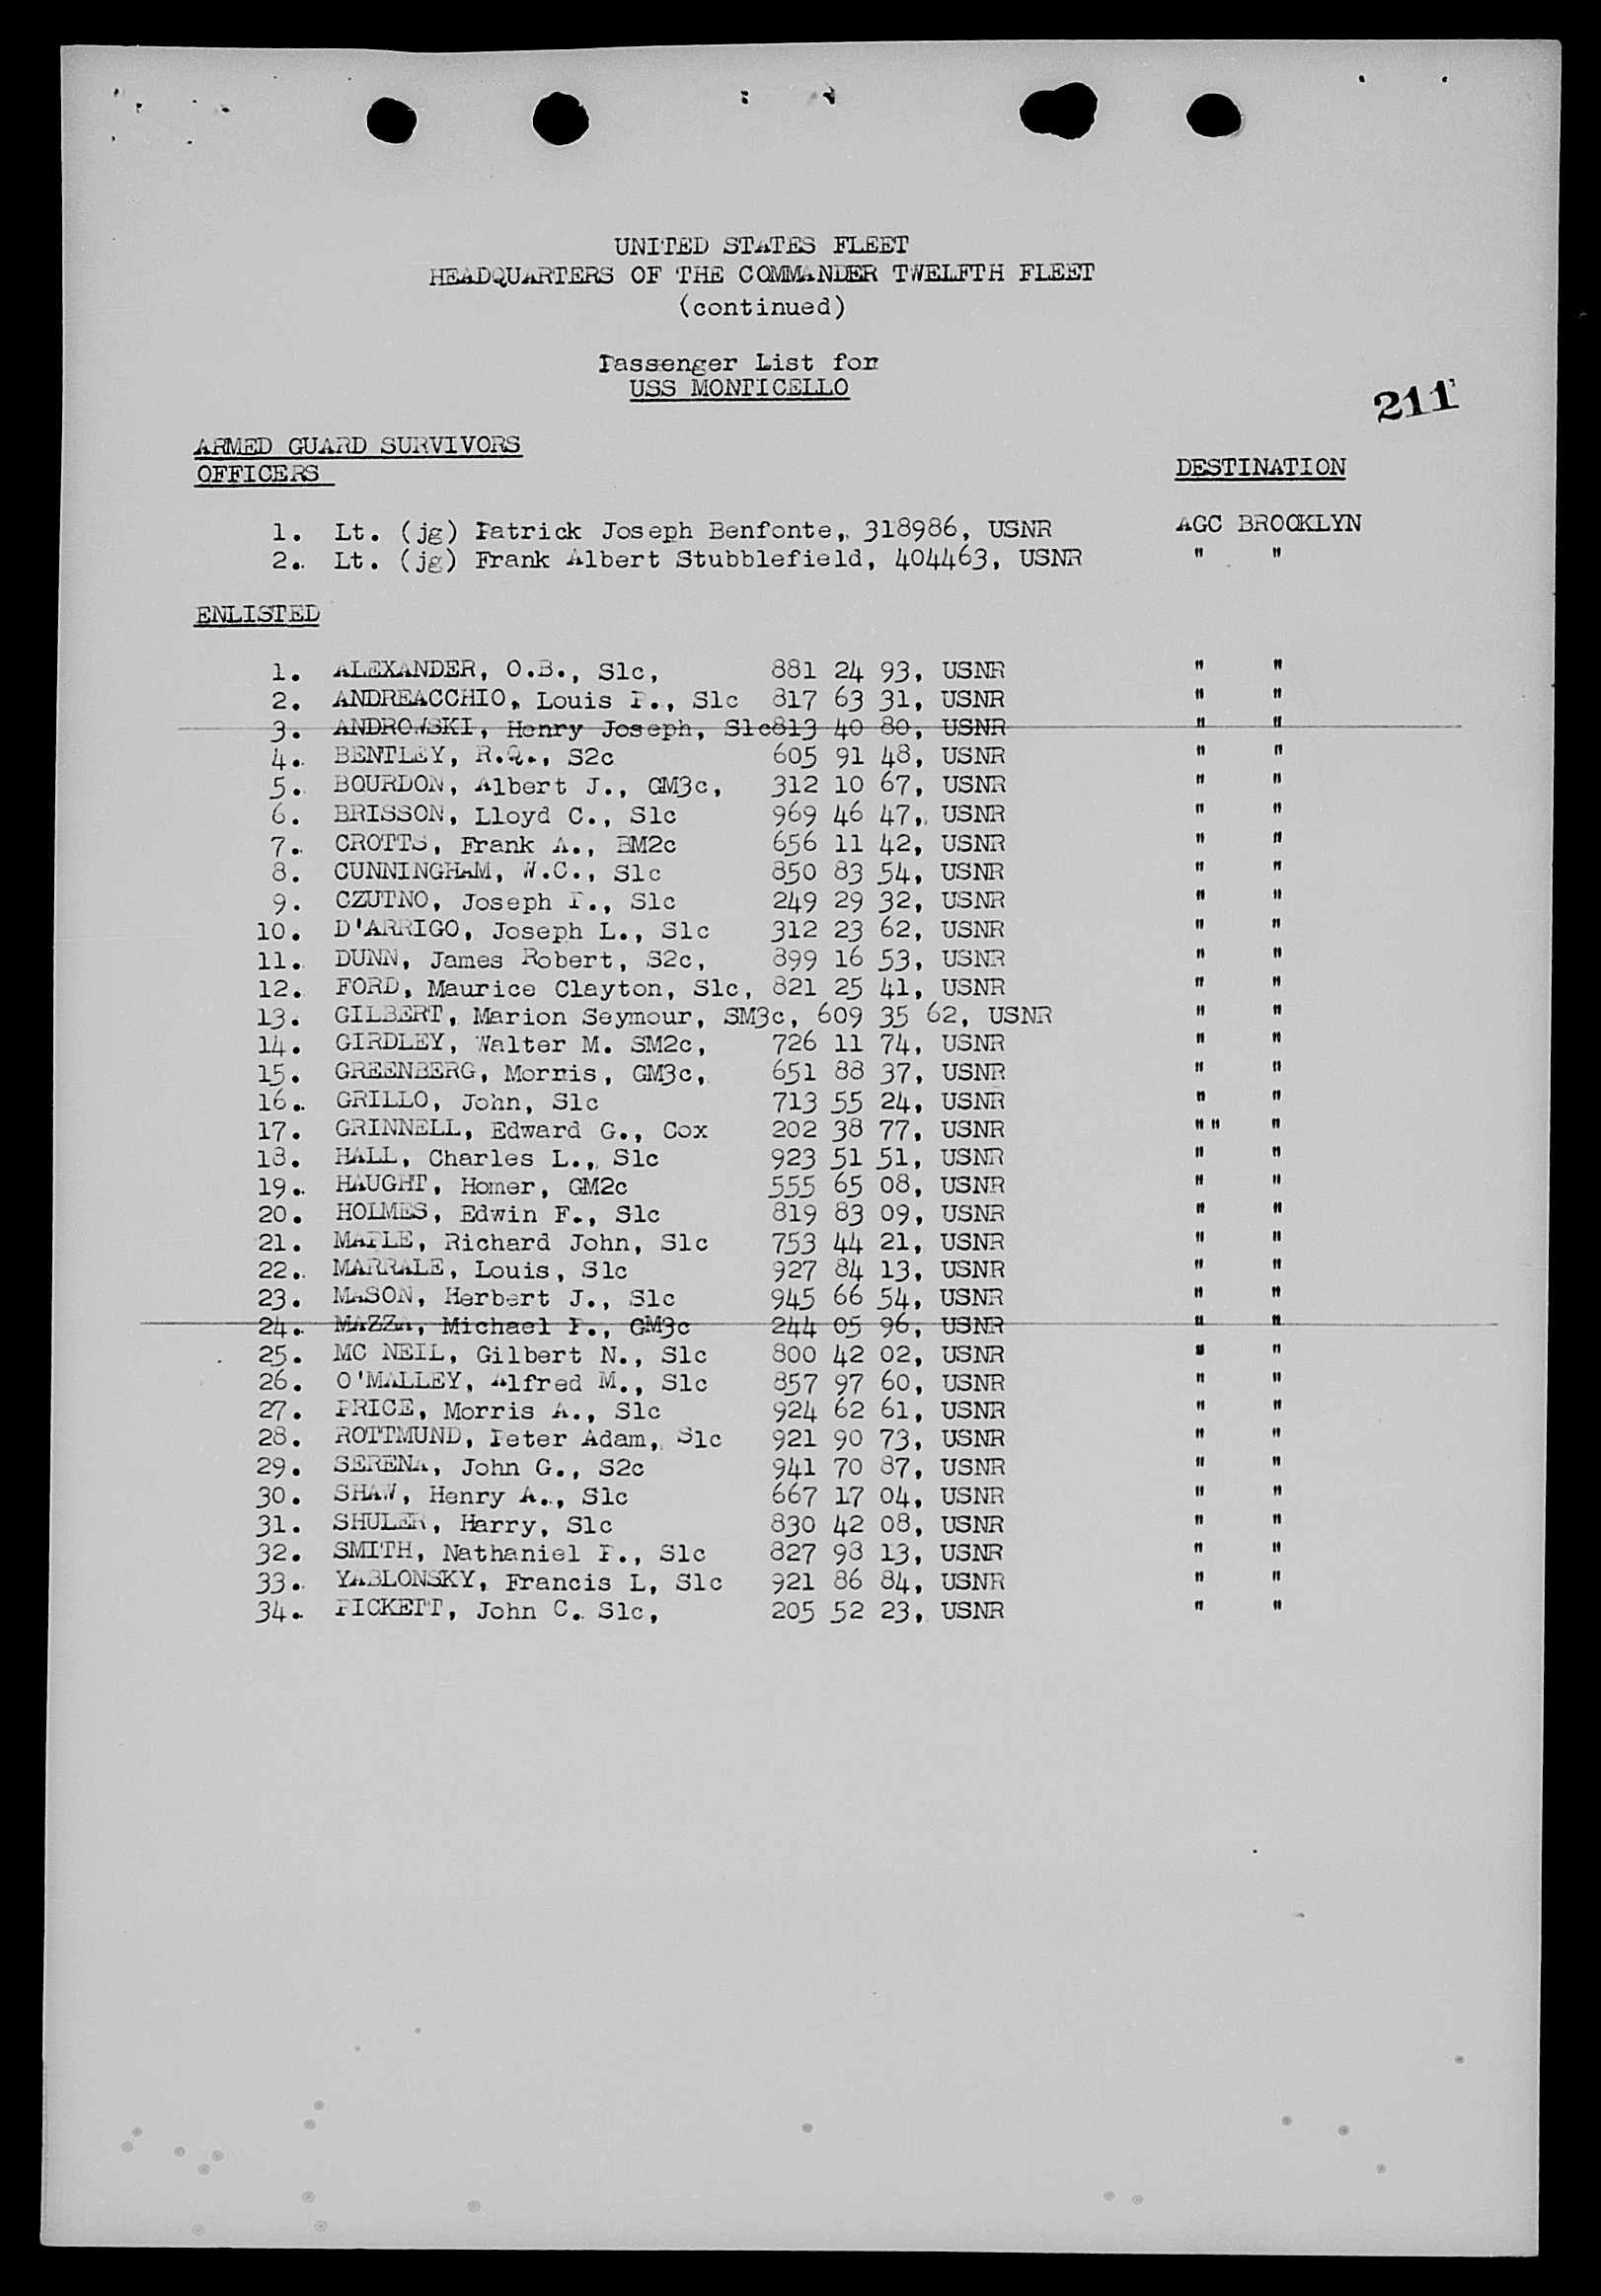 UNITED STATES FLEET
HEADQUARTERS OF THE COMMANDER TWELFTH FLEET
(continued)
Passenger List for
USS MONTICELLO
211
ARMED GUARD SURVIVORS
OFFICERS
DESTINATION
1. Lt. (jg) Patrick Joseph Benfonte, 318986, USNR AGC BROOKLYN
2. Lt. (jg) Frank Albert Stubblefield, 404463, USNR " "
ENLISTED
1. ALEXANDER, O.B., S1c, 881 24 93, USNR " "
2. ANDREACCHIO, Louis P., S1c 817 63 31, USNR " "
3. ANDROWSKI, Henry Joseph, S1c813 40 80, USNR " "
4. BENTLEY, R.Q., S2c 605 91 48, USNR " "
5. BOURDON, Albert J., GM3c, 312 10 67, USNR " "
6. BRISSON, Lloyd C., S1c 969 46 47, USNR " "
7. CROTTS, Frank A., BM2c 656 11 42, USNR " "
8. CUNNINGHAM, W.C., S1c 850 83 54, USNR " "
9. CZUTNO, Joseph P., S1c 249 29 32, USNR " "
10. D'ARRIGO, Joseph L., S1c 312 23 62, USNR " "
11. DUNN, James Robert, S2c, 899 16 53, USNR " "
12. FORD, Maurice Clayton, S1c, 821 25 41, USNR " "
13. GILBERT, Marion Seymour, SM3c, 609 35 62, USNR " "
14. GIRDLEY, Walter M. SM2c, 726 11 74, USNR " "
15. GREENBERG, Morris, GM3c, 651 88 37, USNR " "
16. GRILLO, John, S1c 713 55 24, USNR " "
17. GRINNELL, Edward G., Cox 202 38 77, USNR " " "
18. HALL, Charles L., S1c 923 51 51, USNR " "
19. HAUGHT, Homer, GM2c 555 65 08, USNR " "
20. HOLMES, Edwin F., S1c 819 83 09, USNR " "
21. MAPLE, Richard John, S1c 753 44 21, USNR " "
22. MARRALE, Louis, S1c 927 84 13, USNR " "
23. MASON, Herbert J., S1c 945 66 54, USNR " "
24. MAZZA, Michael P., GM3c 244 05 96, USNR " "
25. MC NEIL, Gilbert N., S1c 800 42 02, USNR " "
26. O'MALLEY, Alfred M., S1c 857 97 60, USNR " "
27. PRICE, Morris A., S1c 924 62 61, USNR " "
28. ROTTMUND, Peter Adam, S1c 921 90 73, USNR " "
29. SERENA, John G., S2c 941 70 87, USNR " "
30. SHAW, Henry A., S1c 667 17 04, USNR " "
31. SHULER, Harry, S1c 830 42 08, USNR " "
32. SMITH, Nathaniel P., S1c 827 98 13, USNR " "
33. YABLONSKY, Francis L, S1c 921 86 84, USNR " "
34. PICKETT, John C. S1c, 205 52 23, USNR " "